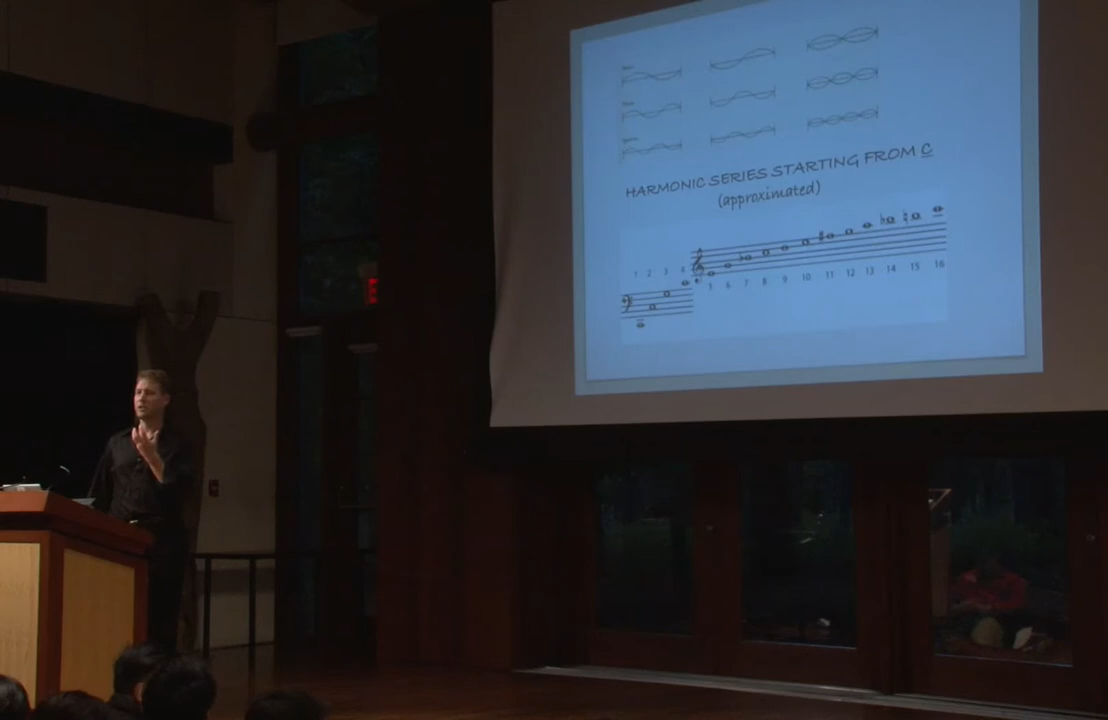 HARMONIC SERIES STARTING FROM C
(approximated)
1 2 3 4 5 6 7 8 9 10 11 12 13 14 15 16